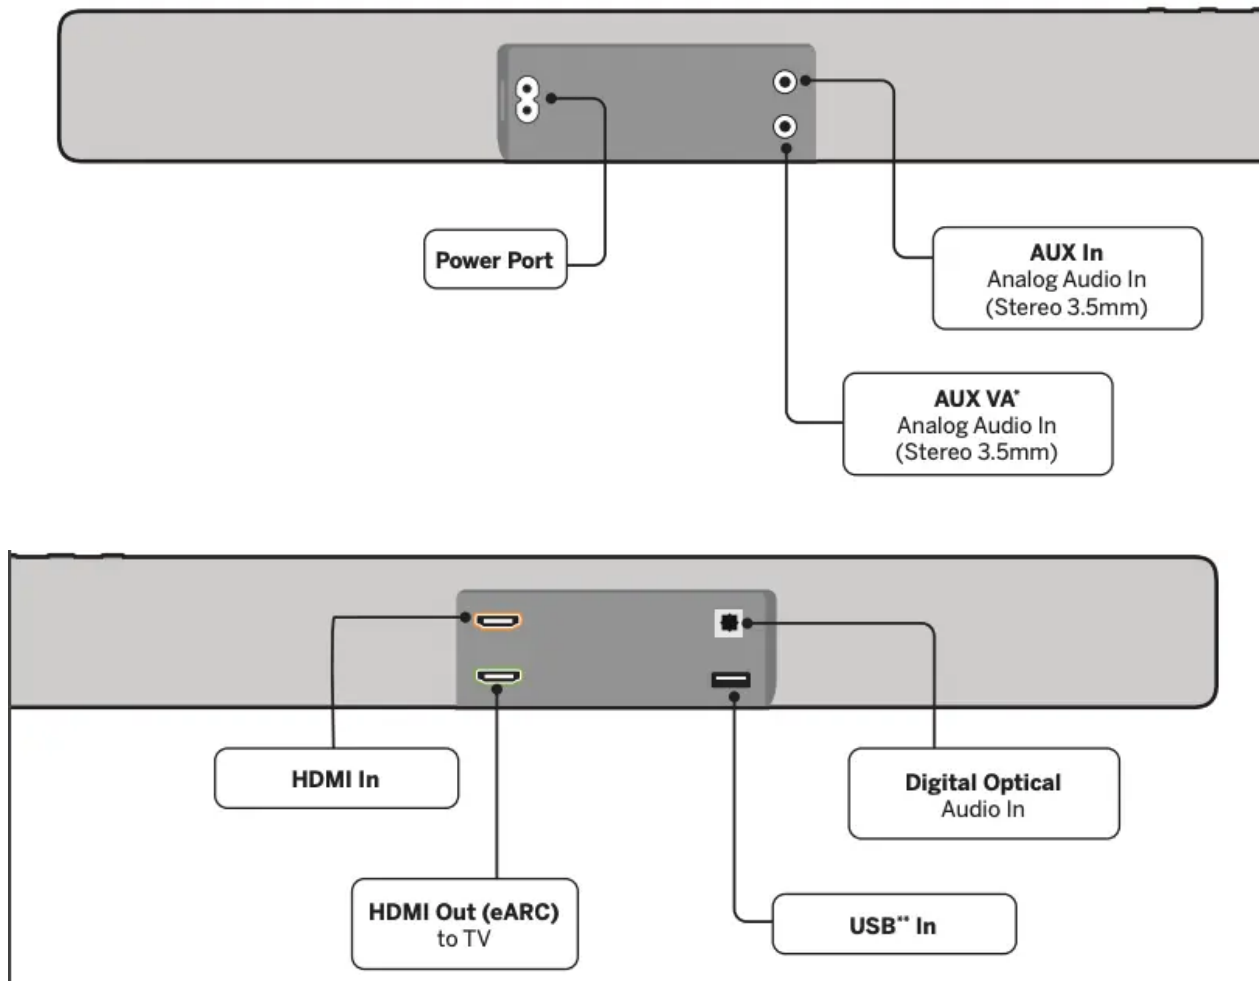 Power Port
AUX In
Analog Audio In
(Stereo 3.5mm)
AUX VA*
Analog Audio In
(Stereo 3.5mm)
HDMI In
Digital Optical
Audio In
HDMI Out (eARC)
to TV
USB** In